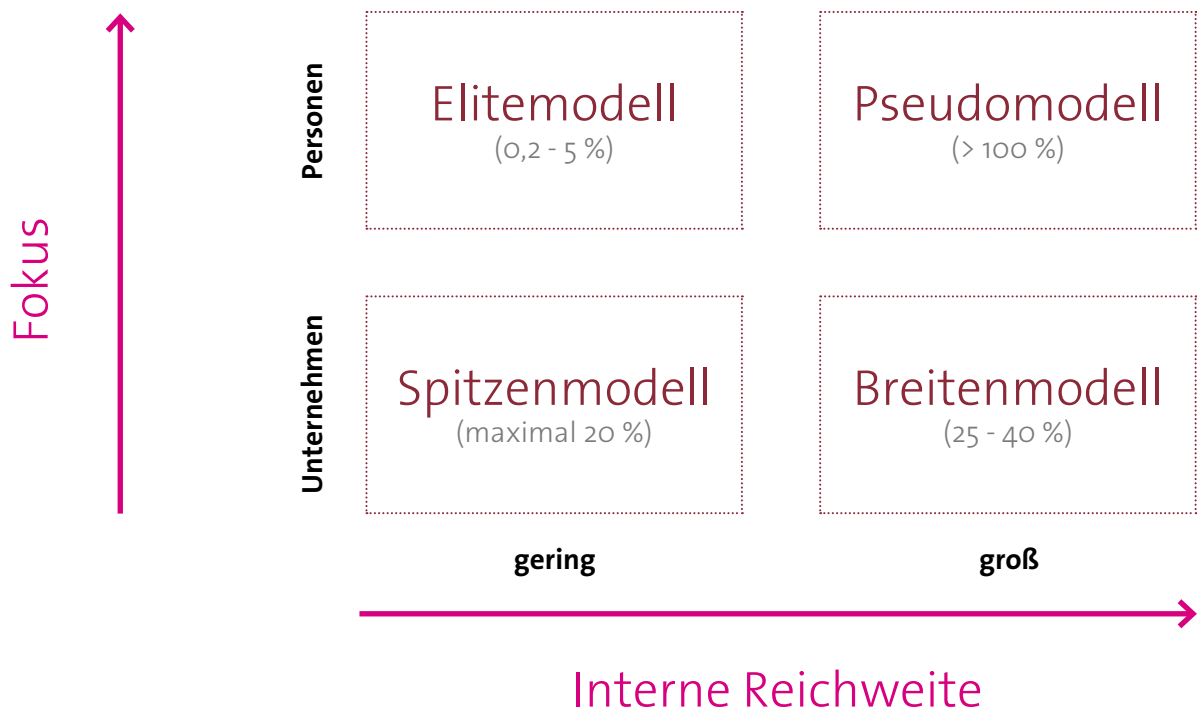 Fokus
Personen
Elitemodell
(0,2 - 5 %)
Pseudomodell
(> 100 %)
Unternehmen
Spitzenmodell
(maximal 20 %)
Breitenmodell
(25 - 40 %)
gering
groß
Interne Reichweite